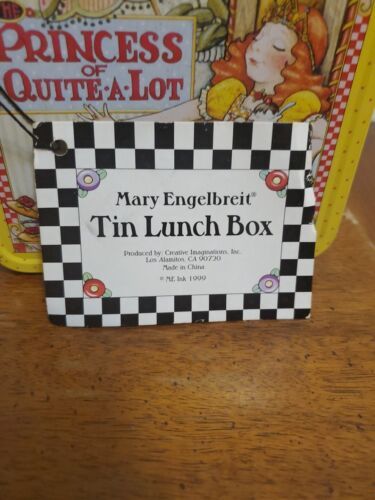 THE
PRINCESS
OF
QUITE·A·LOT
Mary Engelbreit®
Tin Lunch Box
Produced by: Creative Imaginations, Inc.
Los Alamitos, CA 90720
Made in China
© ME Ink 1999